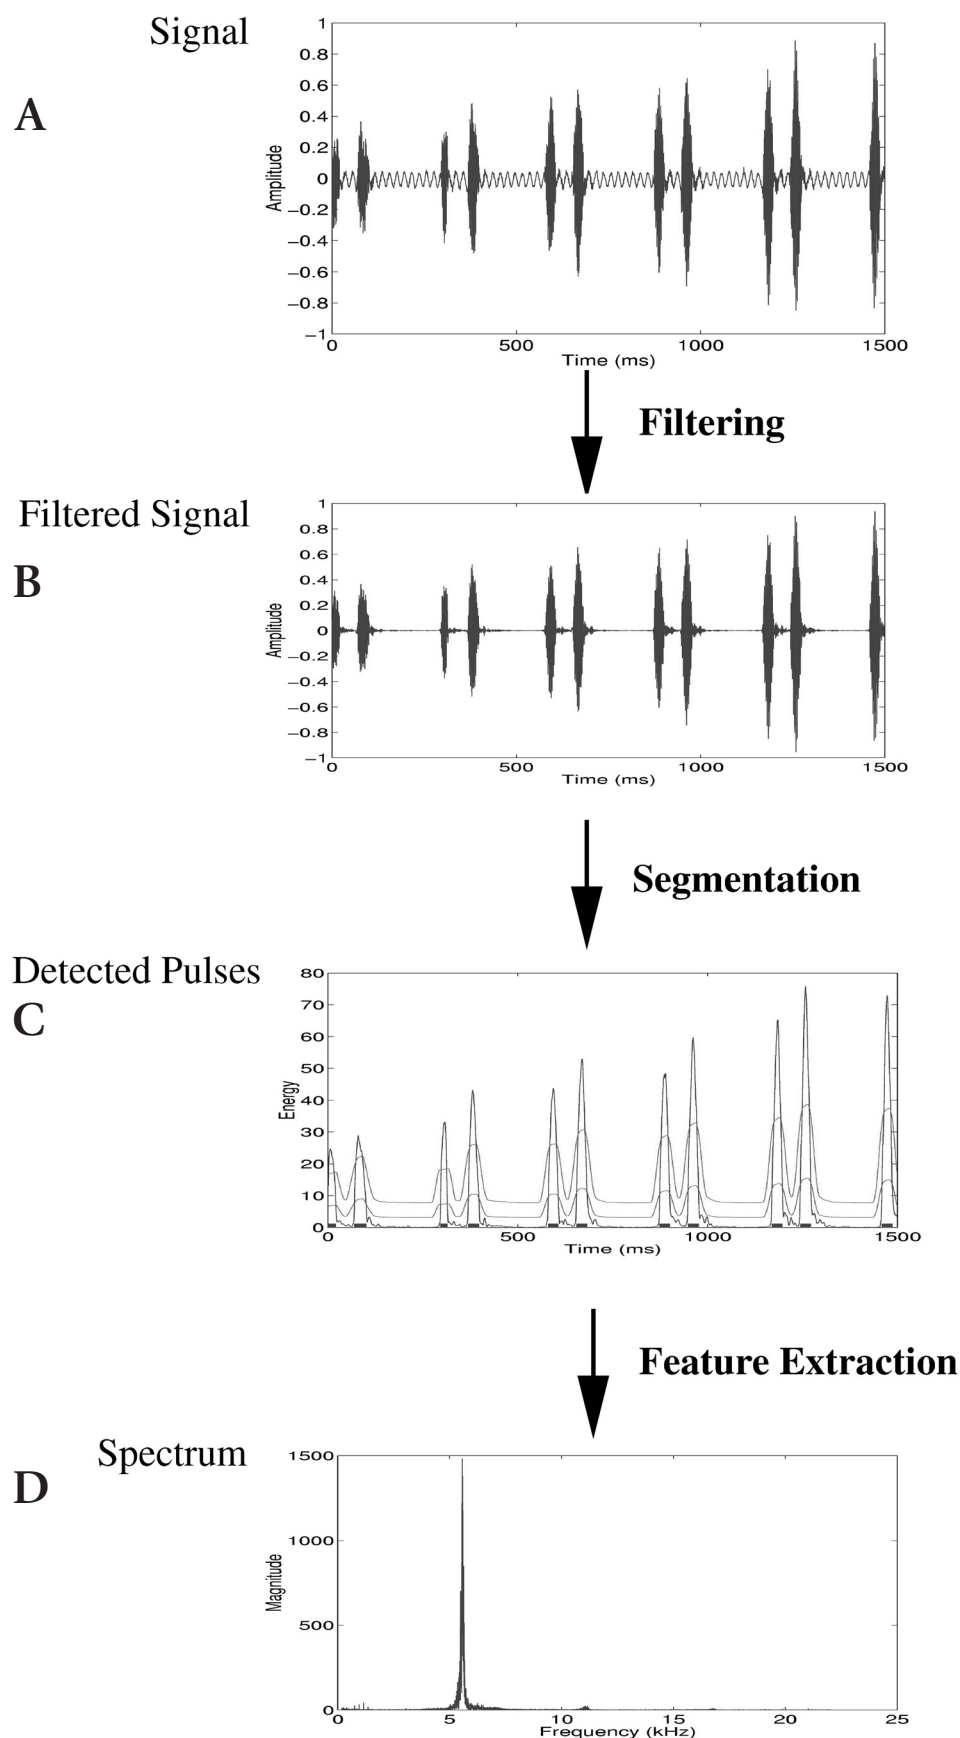 Signal
A
1
0.8
0.6
0.4
0.2
0
−0.2
−0.4
−0.6
−0.8
−1
Amplitude
0 500 1000 1500
Time (ms)
Filtering
Filtered Signal
B
1
0.8
0.6
0.4
0.2
0
−0.2
−0.4
−0.6
−0.8
−1
Amplitude
0 500 1000 1500
Time (ms)
Segmentation
Detected Pulses
C
80
70
60
50
40
30
20
10
0
Energy
0 500 1000 1500
Time (ms)
Feature Extraction
Spectrum
D
1500
1000
500
0
Magnitude
0 5 10 15 20 25
Frequency (kHz)